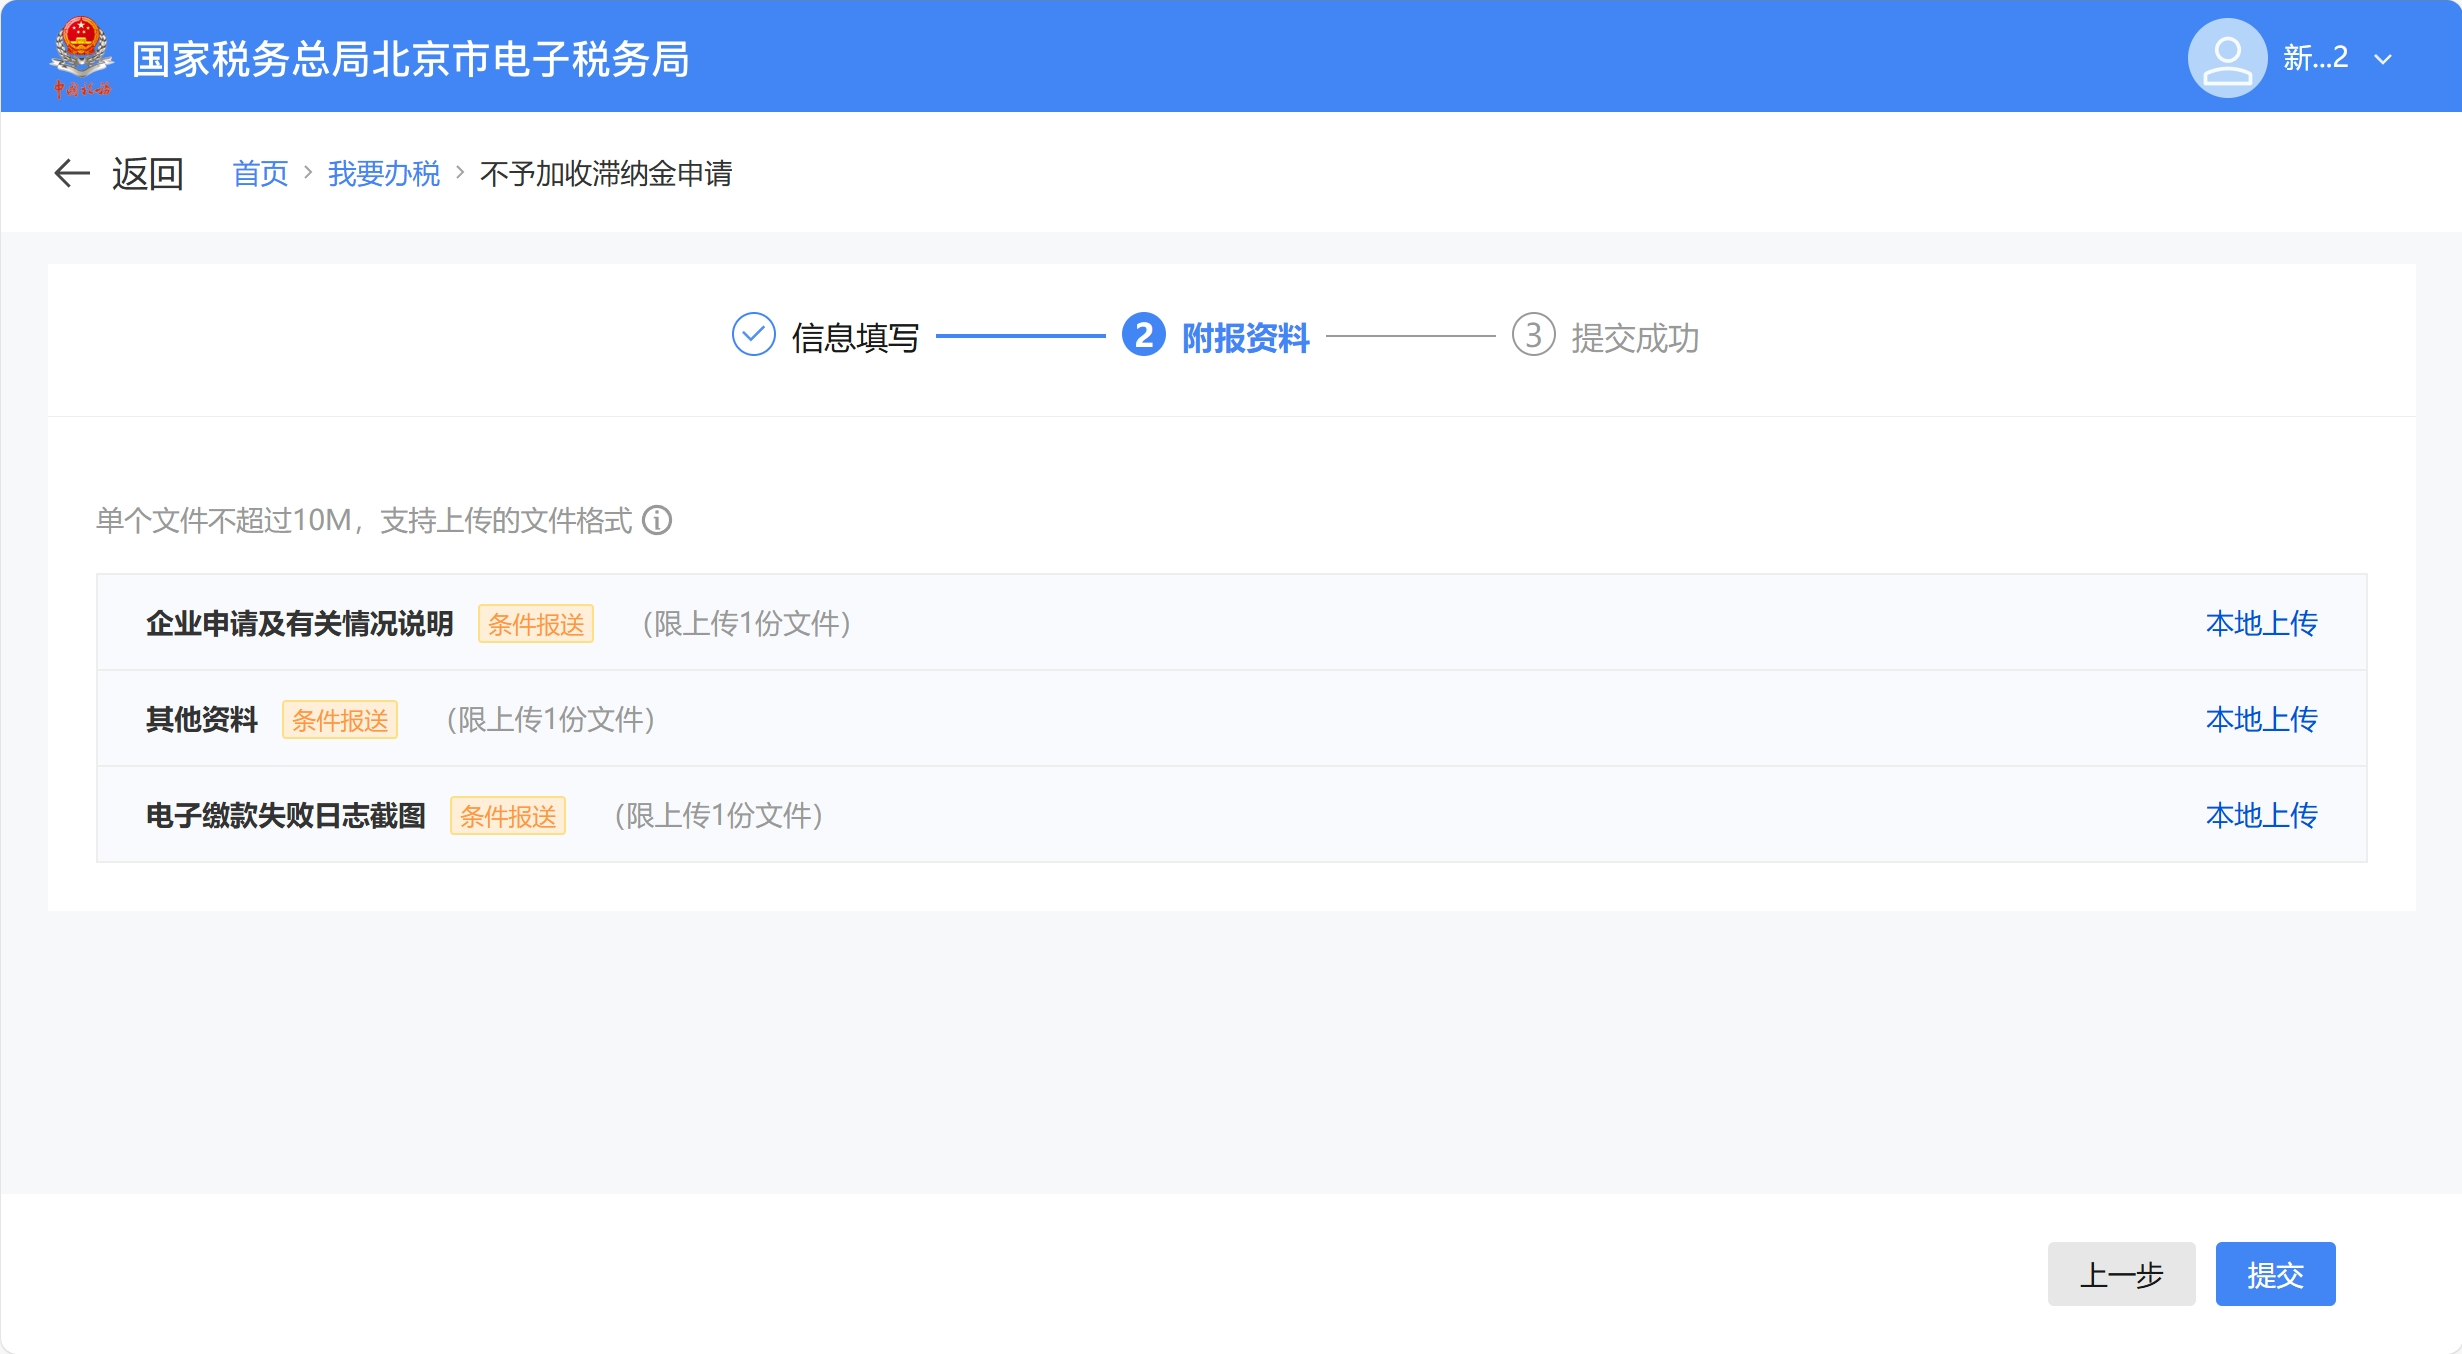 国家税务总局北京市电子税务局
新...2
返回 首页 > 我要办税 > 不予加收滞纳金申请
信息填写 2 附报资料 3 提交成功
单个文件不超过10M，支持上传的文件格式
企业申请及有关情况说明 条件报送 (限上传1份文件) 本地上传
其他资料 条件报送 (限上传1份文件) 本地上传
电子缴款失败日志截图 条件报送 (限上传1份文件) 本地上传
上一步 提交